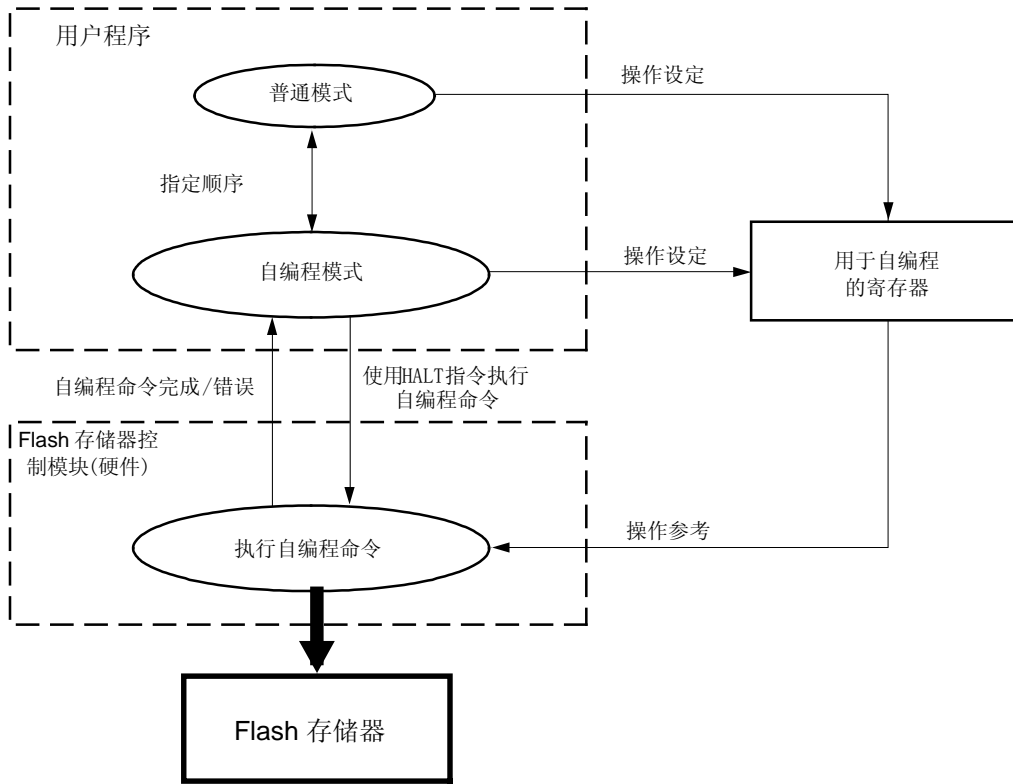 用户程序
普通模式
操作设定
指定顺序
自编程模式
操作设定
用于自编程
的寄存器
自编程命令完成/错误
使用HALT指令执行
自编程命令
Flash 存储器控
制模块(硬件)
执行自编程命令
操作参考
Flash 存储器